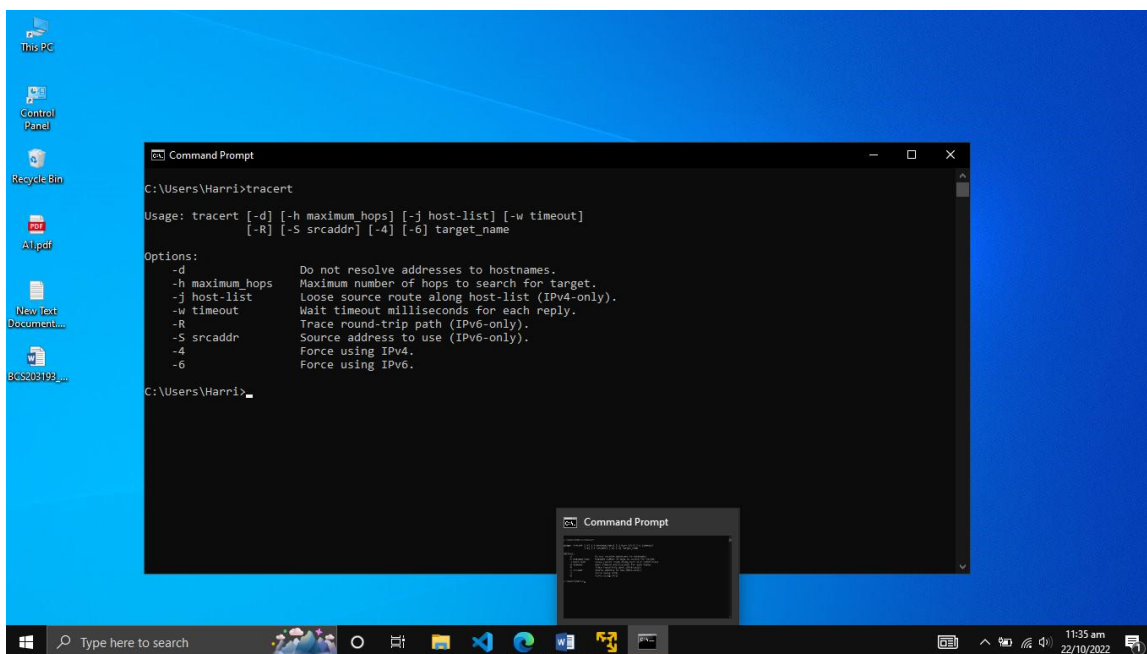 This PC
Control
Panel
Recycle Bin
PDF
A1.pdf
New Text
Document....
BCS203193_...
Command Prompt
C:\Users\Harri>tracert
Usage: tracert [-d] [-h maximum_hops] [-j host-list] [-w timeout]
               [-R] [-S srcaddr] [-4] [-6] target_name
Options:
    -d                 Do not resolve addresses to hostnames.
    -h maximum_hops    Maximum number of hops to search for target.
    -j host-list       Loose source route along host-list (IPv4-only).
    -w timeout         Wait timeout milliseconds for each reply.
    -R                 Trace round-trip path (IPv6-only).
    -S srcaddr         Source address to use (IPv6-only).
    -4                 Force using IPv4.
    -6                 Force using IPv6.
C:\Users\Harri>
Command Prompt
Type here to search
11:35 am
22/10/2022